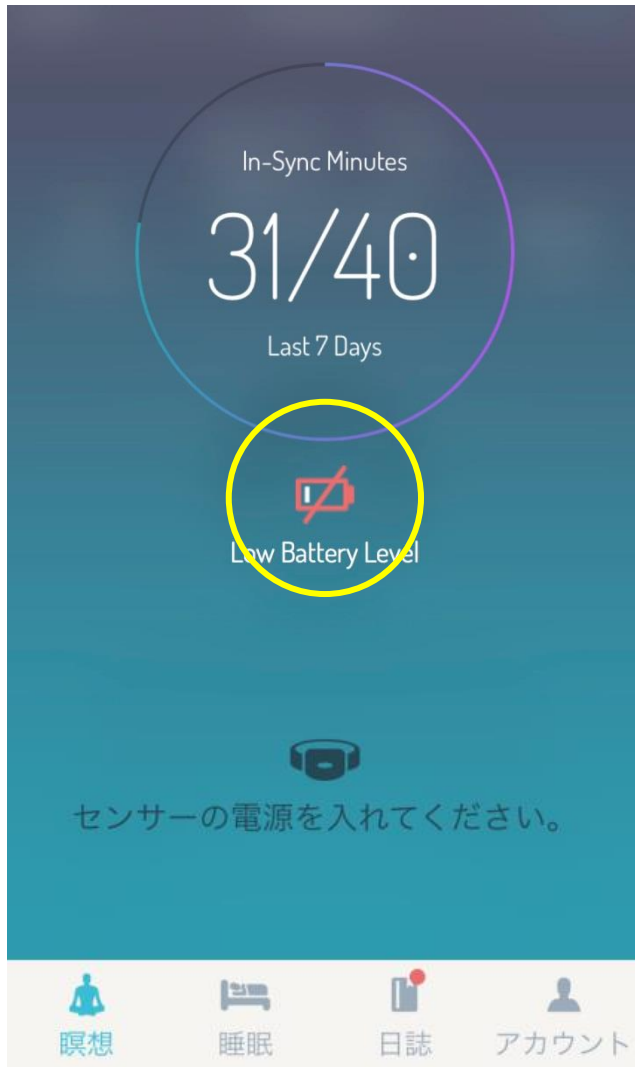 In-Sync Minutes
31/40
Last 7 Days
Low Battery Level
センサーの電源を入れてください。
瞑想 睡眠 日誌 アカウント